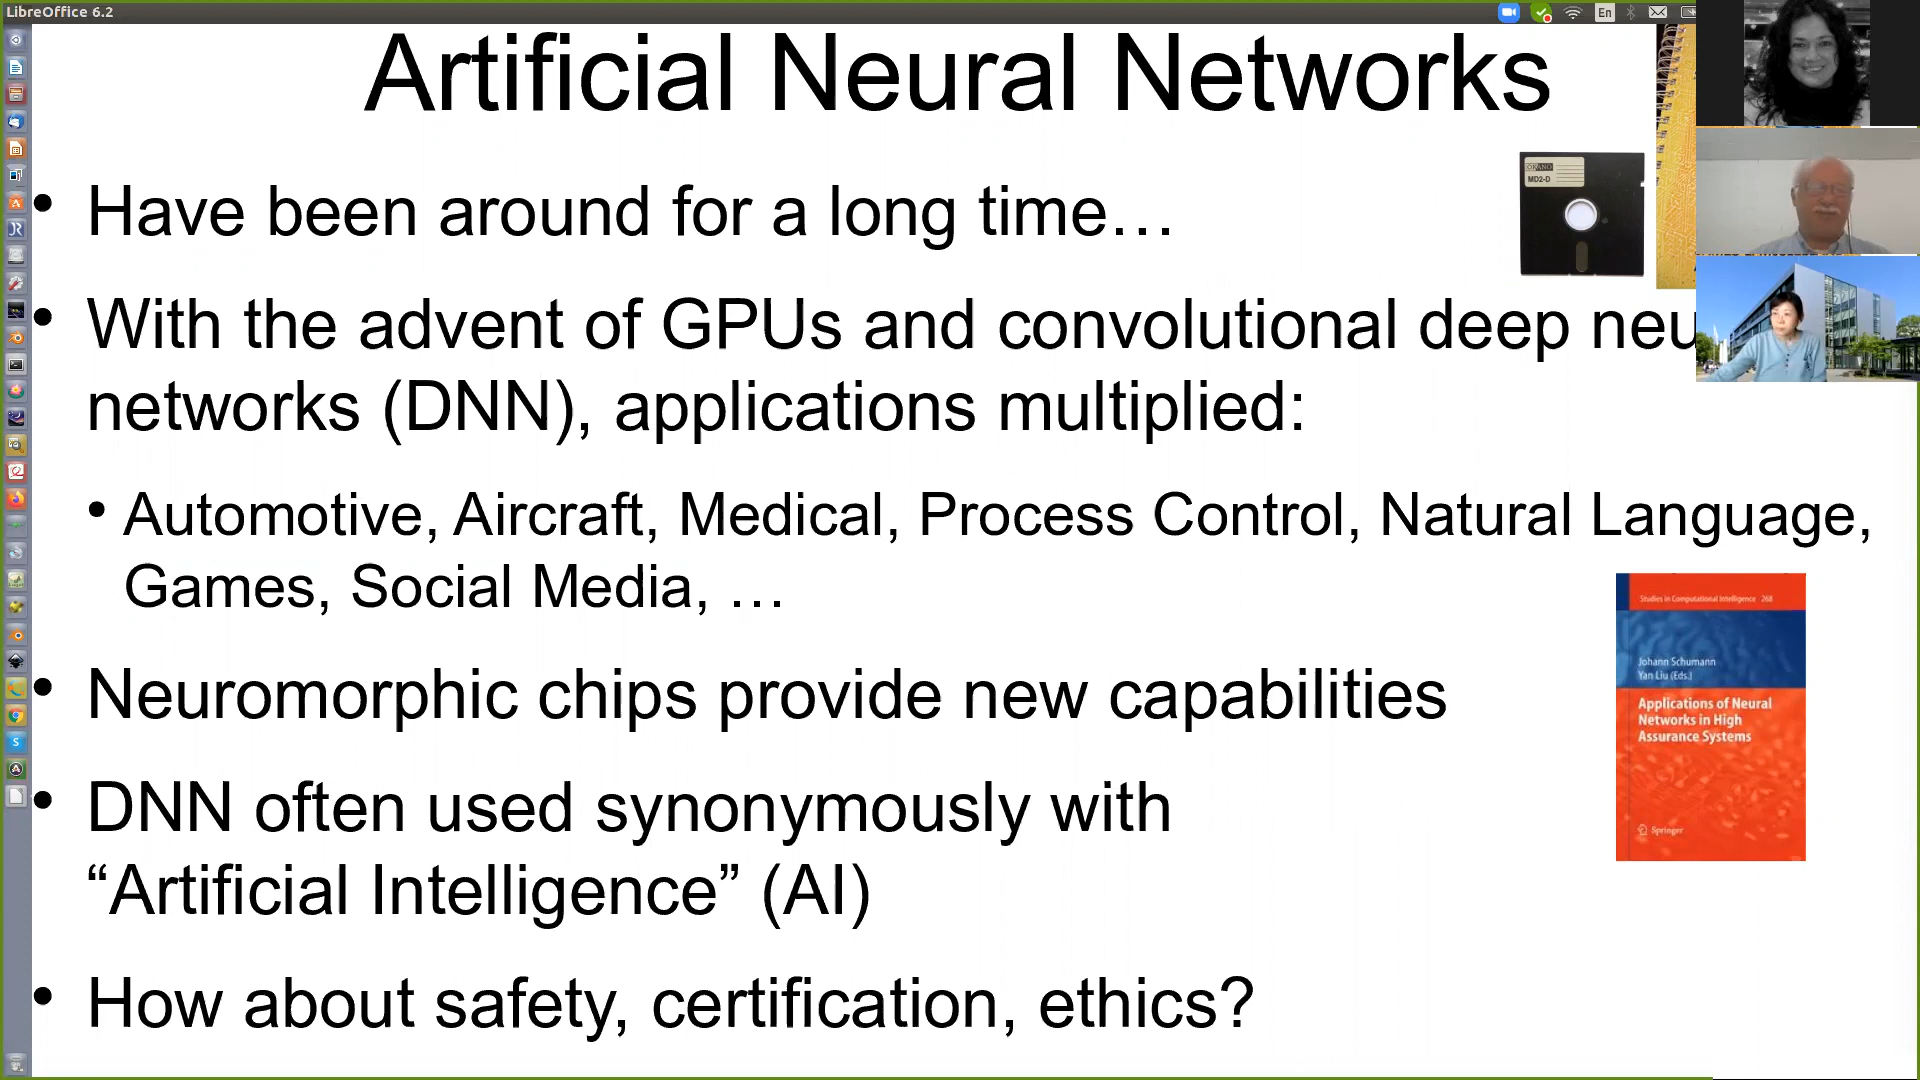 LibreOffice 6.2
En
Artificial Neural Networks
MD2-D
• Have been around for a long time…
• With the advent of GPUs and convolutional deep neu
networks (DNN), applications multiplied:
• Automotive, Aircraft, Medical, Process Control, Natural Language,
Games, Social Media, …
Studies in Computational Intelligence 268
Johann Schumann
Yan Liu (Eds.)
Applications of Neural
Networks in High
Assurance Systems
Springer
• Neuromorphic chips provide new capabilities
• DNN often used synonymously with
“Artificial Intelligence” (AI)
• How about safety, certification, ethics?